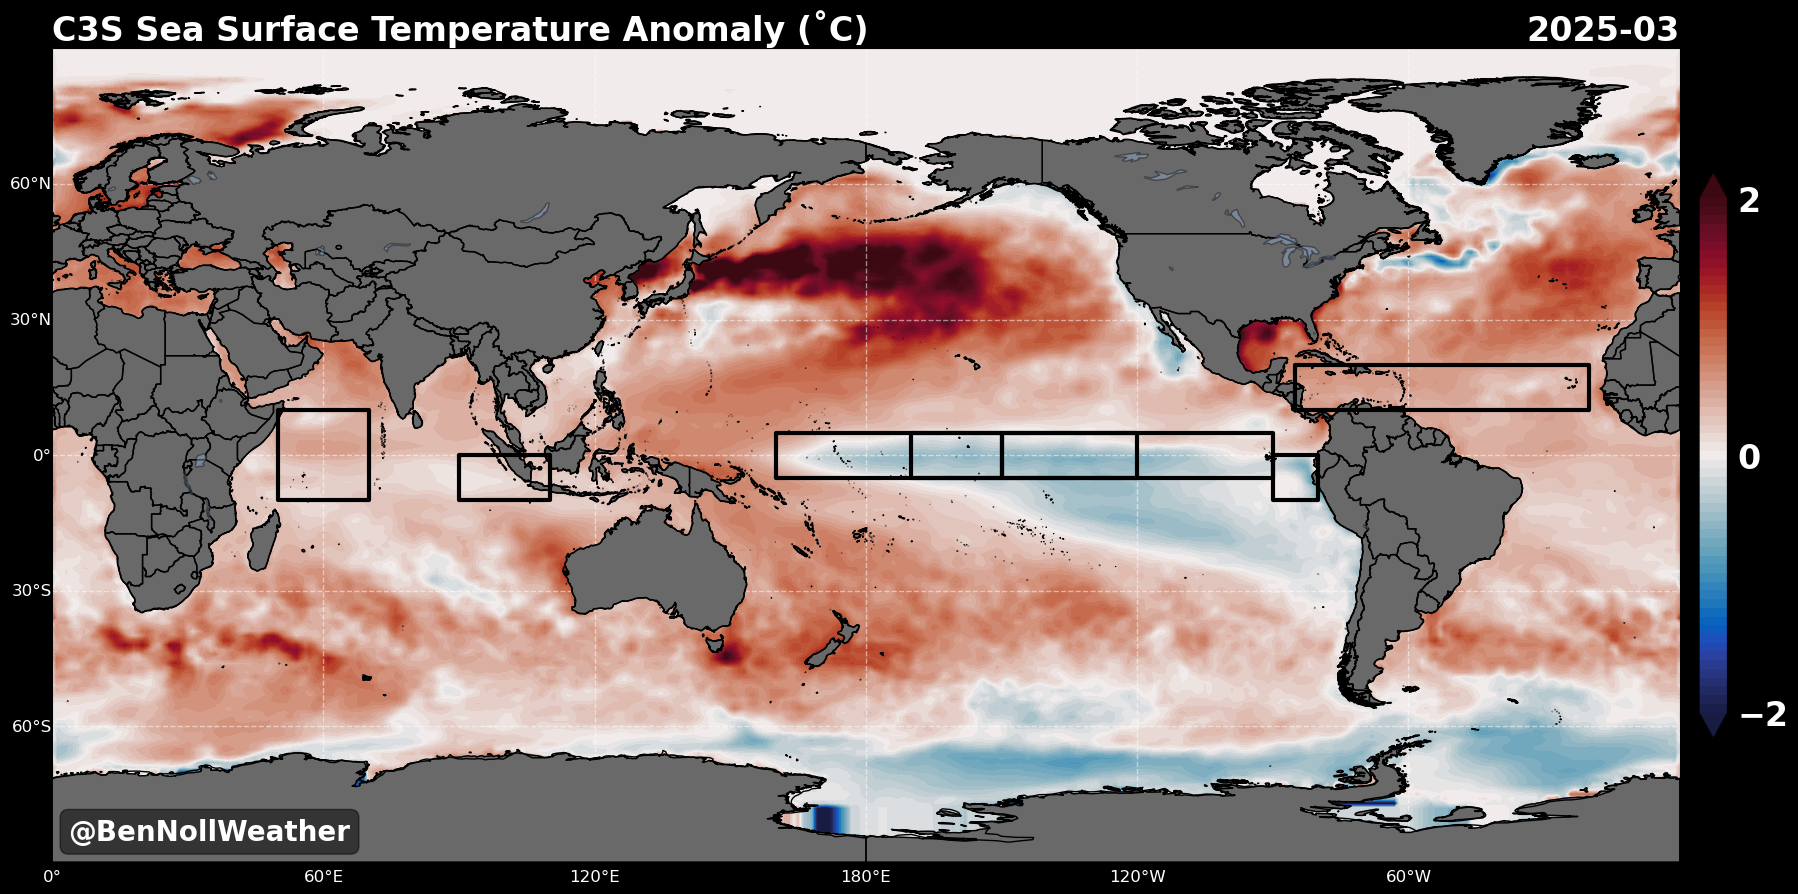 C3S Sea Surface Temperature Anomaly (˚C)
2025-03
60°N
30°N
0°
30°S
60°S
2
0
−2
@BenNollWeather
0°
60°E
120°E
180°E
120°W
60°W